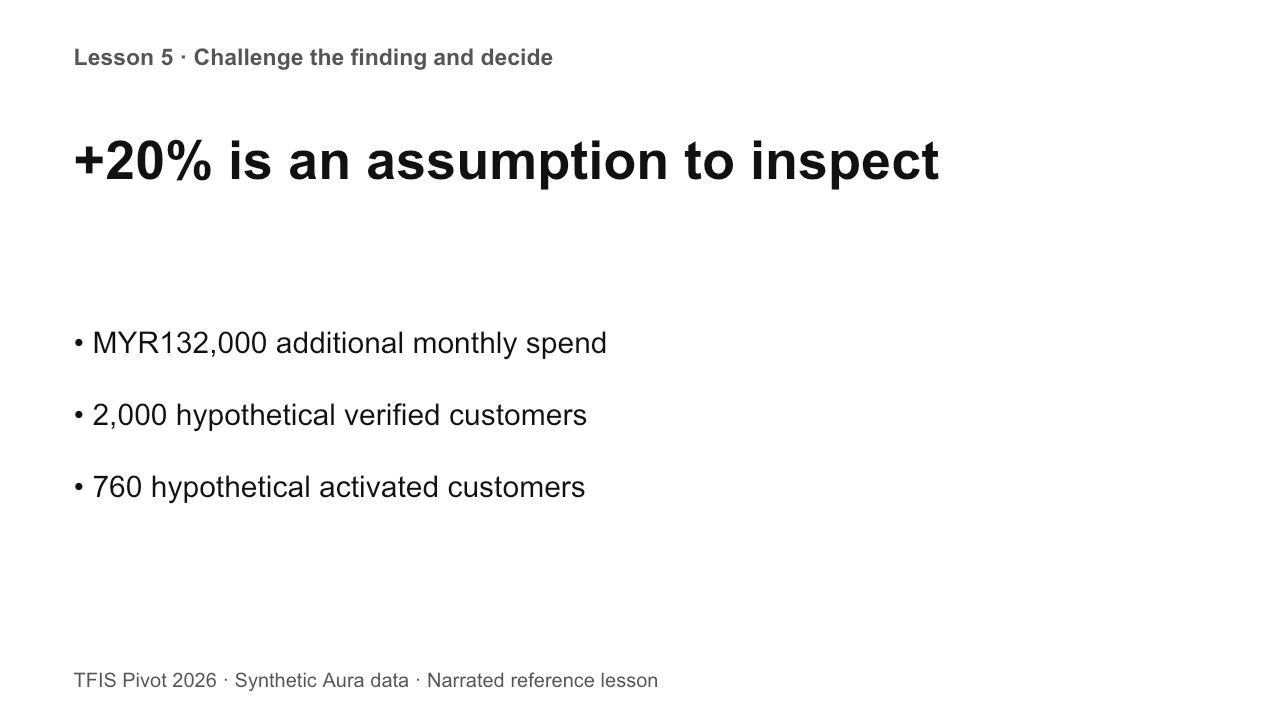 Lesson 5 · Challenge the finding and decide
+20% is an assumption to inspect
• MYR132,000 additional monthly spend
• 2,000 hypothetical verified customers
• 760 hypothetical activated customers
TFIS Pivot 2026 · Synthetic Aura data · Narrated reference lesson